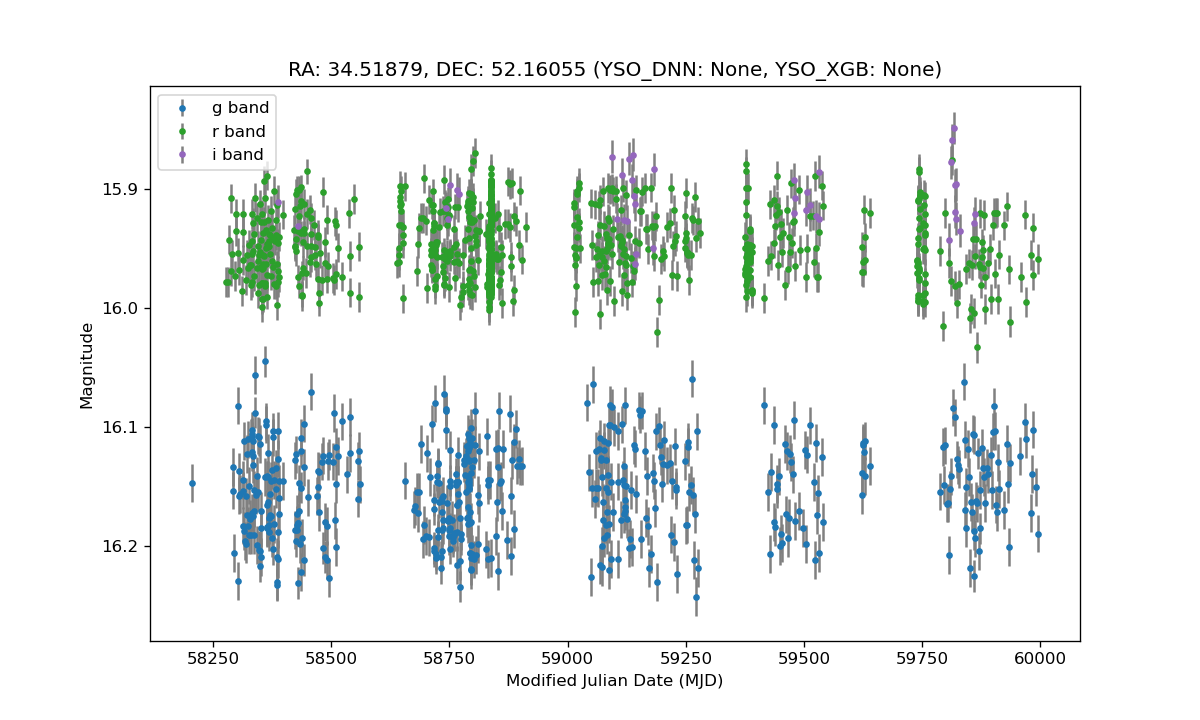 RA: 34.51879, DEC: 52.16055 (YSO_DNN: None, YSO_XGB: None)
g band
r band
i band
15.9
16.0
16.1
16.2
Magnitude
58250 58500 58750 59000 59250 59500 59750 60000
Modified Julian Date (MJD)